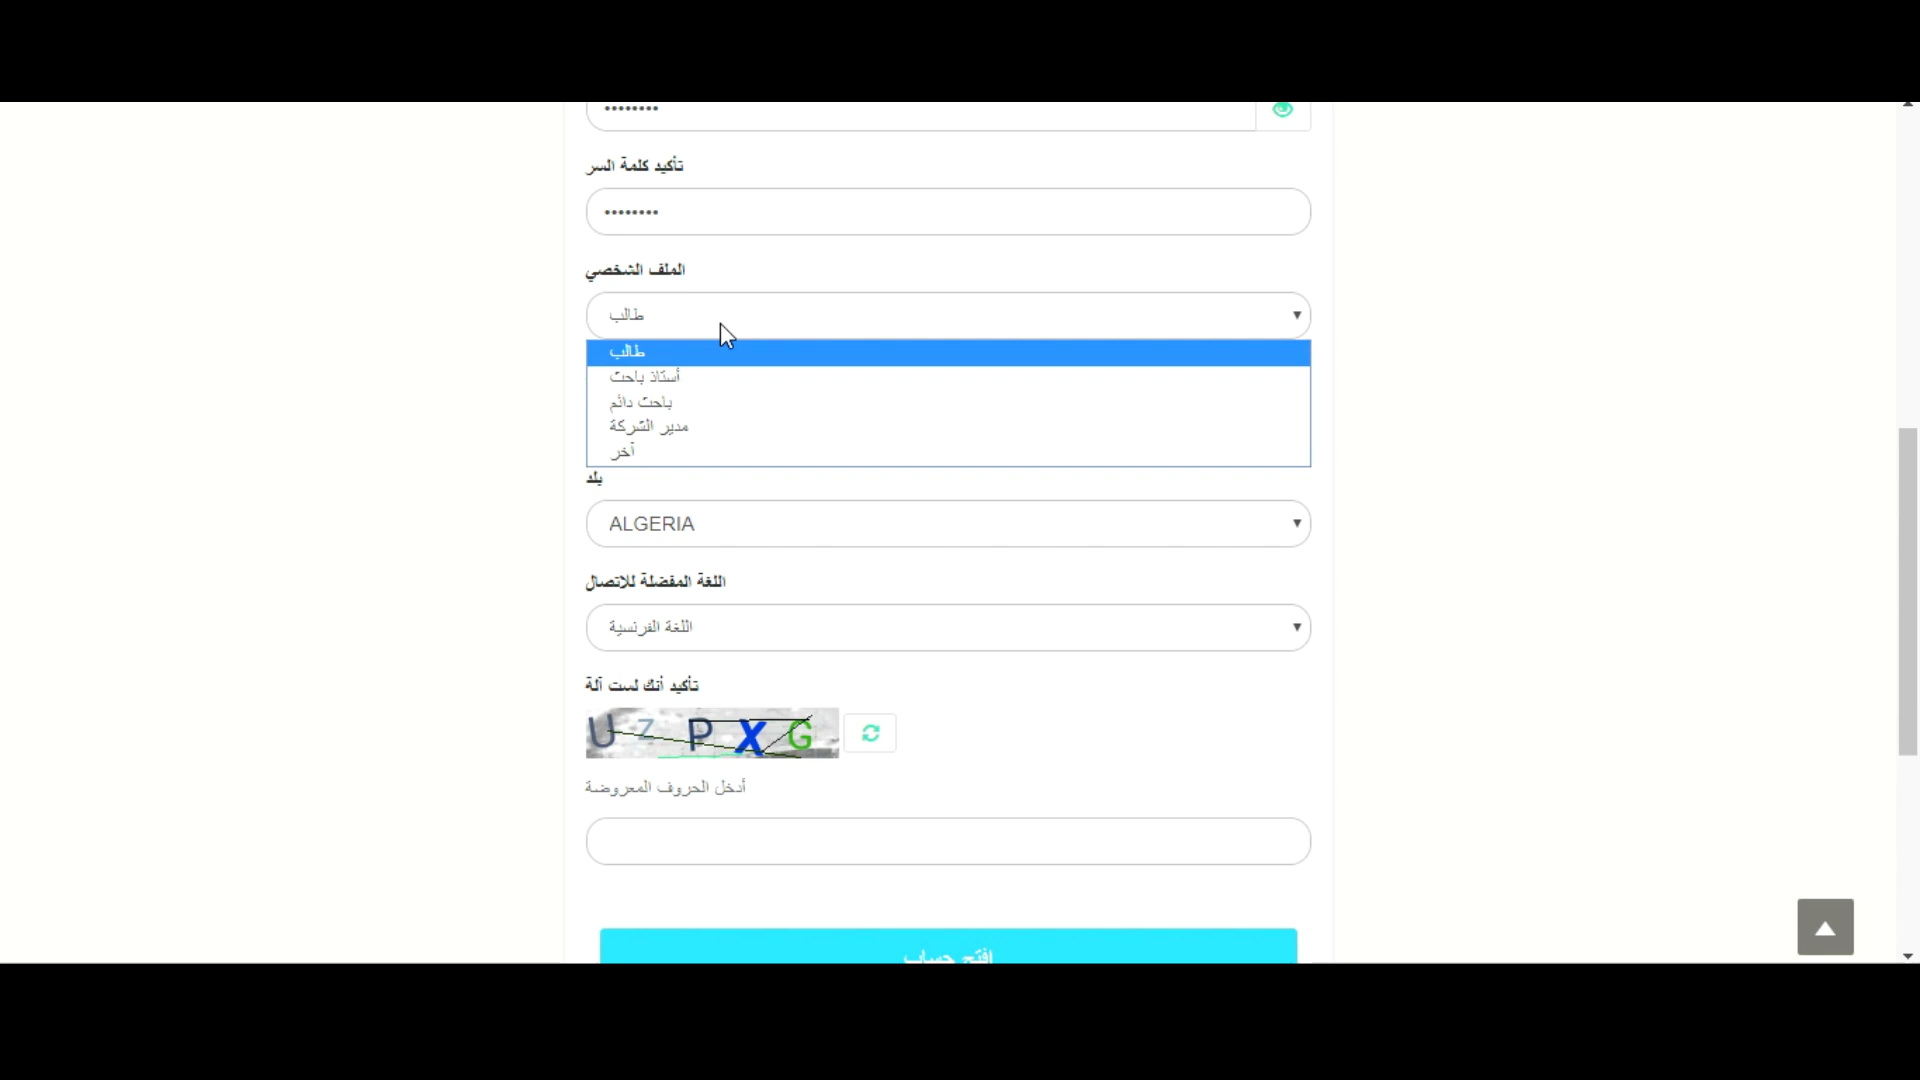 ••••••••
تأكيد كلمة السر
••••••••
الملف الشخصي
طالب
طالب
أستاذ باحث
باحث دائم
مدير الشركة
آخر
بلد
ALGERIA
اللغة المفضلة للاتصال
اللغة الفرنسية
تأكيد أنك لست آلة
U Z P X G
أدخل الحروف المعروضة
افتح حساب